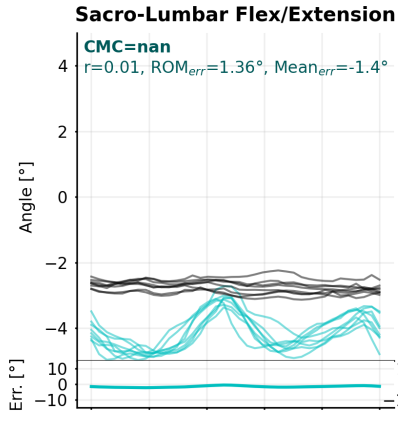 Sacro-Lumbar Flex/Extension
CMC=nan
r=0.01, ROMerr=1.36°, Meanerr=-1.4°
4
2
0
−2
−4
Angle [°]
10
0
−10
Err. [°]